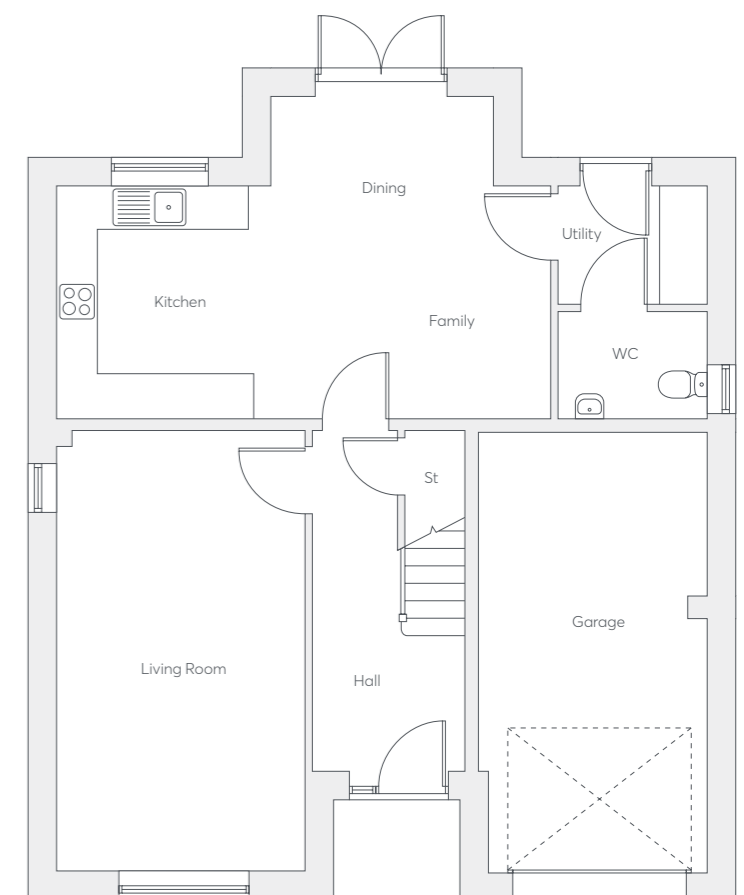 Dining
Utility
Kitchen
Family
WC
St
Garage
Living Room
Hall